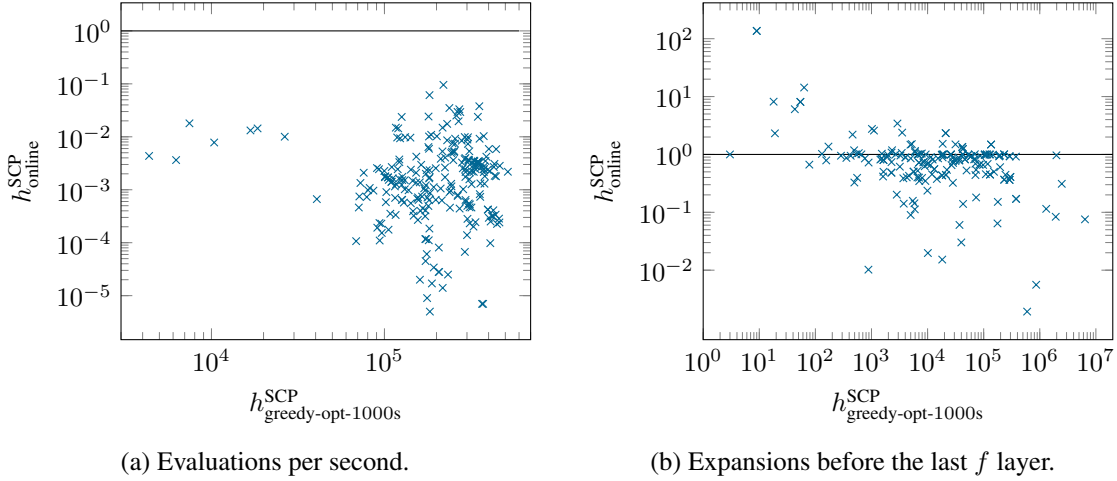 10^0
10^−1
10^−2
10^−3
10^−4
10^−5
h^SCP_online
10^4 10^5
h^SCP_greedy-opt-1000s
(a) Evaluations per second.
10^2
10^1
10^0
10^−1
10^−2
h^SCP_online
10^0 10^1 10^2 10^3 10^4 10^5 10^6 10^7
h^SCP_greedy-opt-1000s
(b) Expansions before the last f layer.